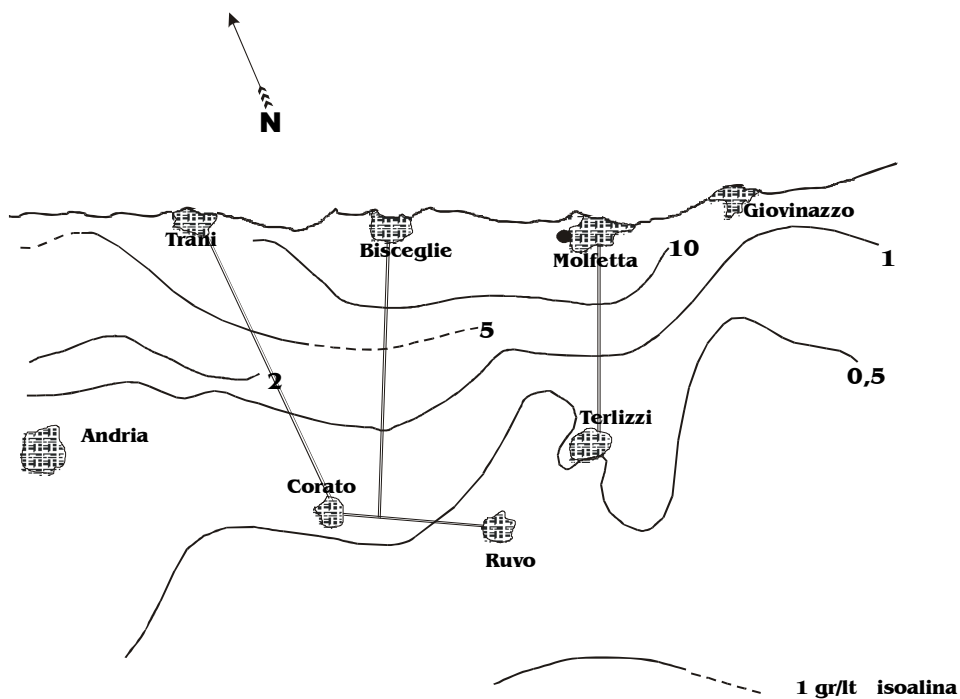 N
Giovinazzo
Trani
Bisceglie
Molfetta
10
1
5
2
0,5
Andria
Terlizzi
Corato
Ruvo
1 gr/lt isoalina